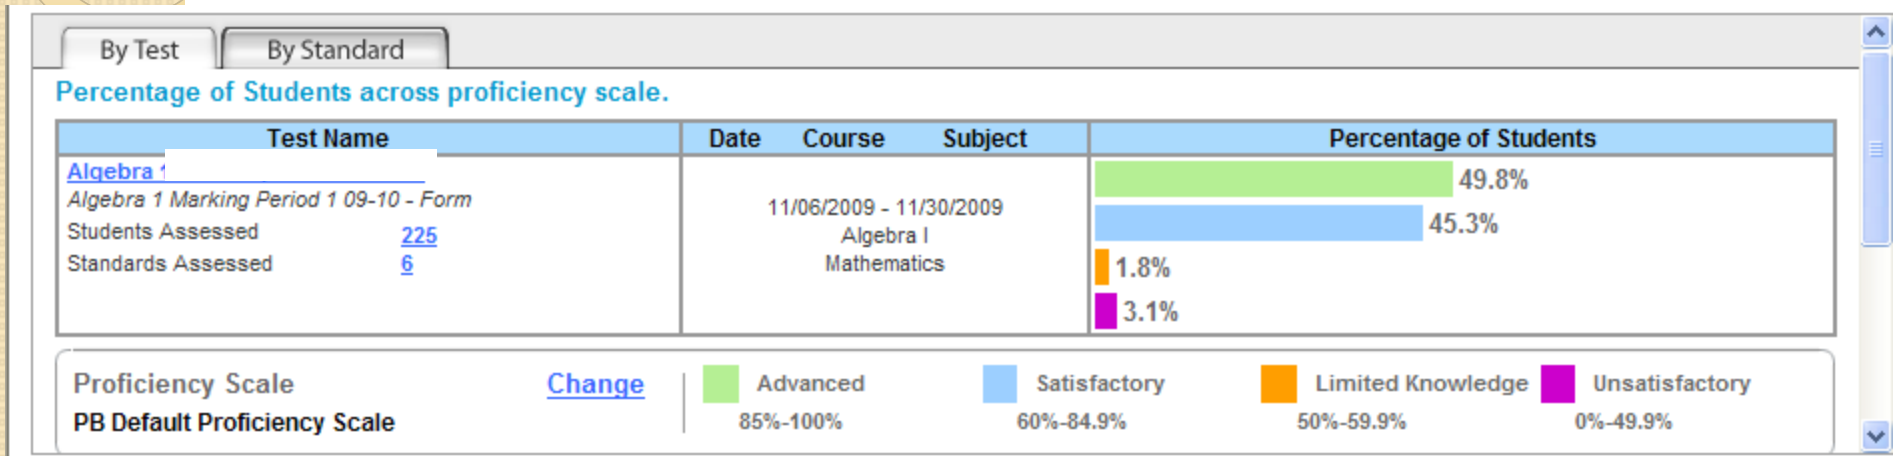 By Test By Standard
Percentage of Students across proficiency scale.
Test Name Date Course Subject Percentage of Students
Algebra 1
Algebra 1 Marking Period 1 09-10 - Form
Students Assessed 225
Standards Assessed 6
11/06/2009 - 11/30/2009
Algebra I
Mathematics
49.8%
45.3%
1.8%
3.1%
Proficiency Scale Change Advanced Satisfactory Limited Knowledge Unsatisfactory
PB Default Proficiency Scale 85%-100% 60%-84.9% 50%-59.9% 0%-49.9%